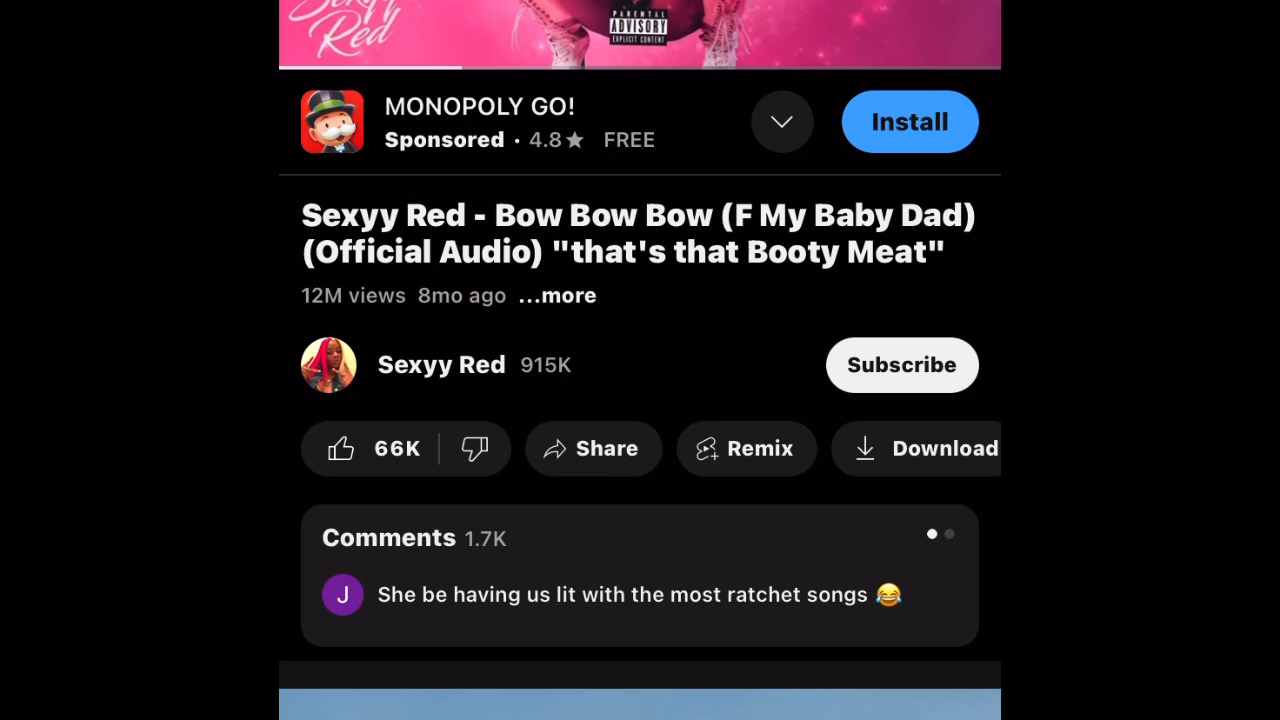 Sexyy
Red
PARENTAL
ADVISORY
EXPLICIT CONTENT
MONOPOLY GO!
Sponsored • 4.8★ FREE
Install
Sexyy Red - Bow Bow Bow (F My Baby Dad)
(Official Audio) "that's that Booty Meat"
12M views 8mo ago ...more
Sexyy Red 915K
Subscribe
66K
Share
Remix
Download
Comments 1.7K
J
She be having us lit with the most ratchet songs 😂